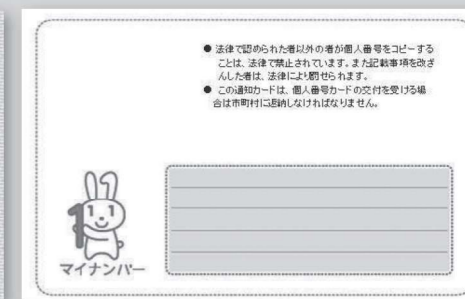 ● 法律で認められた者以外の者が個人番号をコピーする
ことは、法律で禁止されています。また記載事項を改ざ
んした者は、法律により罰せられます。
● この通知カードは、個人番号カードの交付を受ける場
合は市町村に返納しなければなりません。
1
マイナンバー